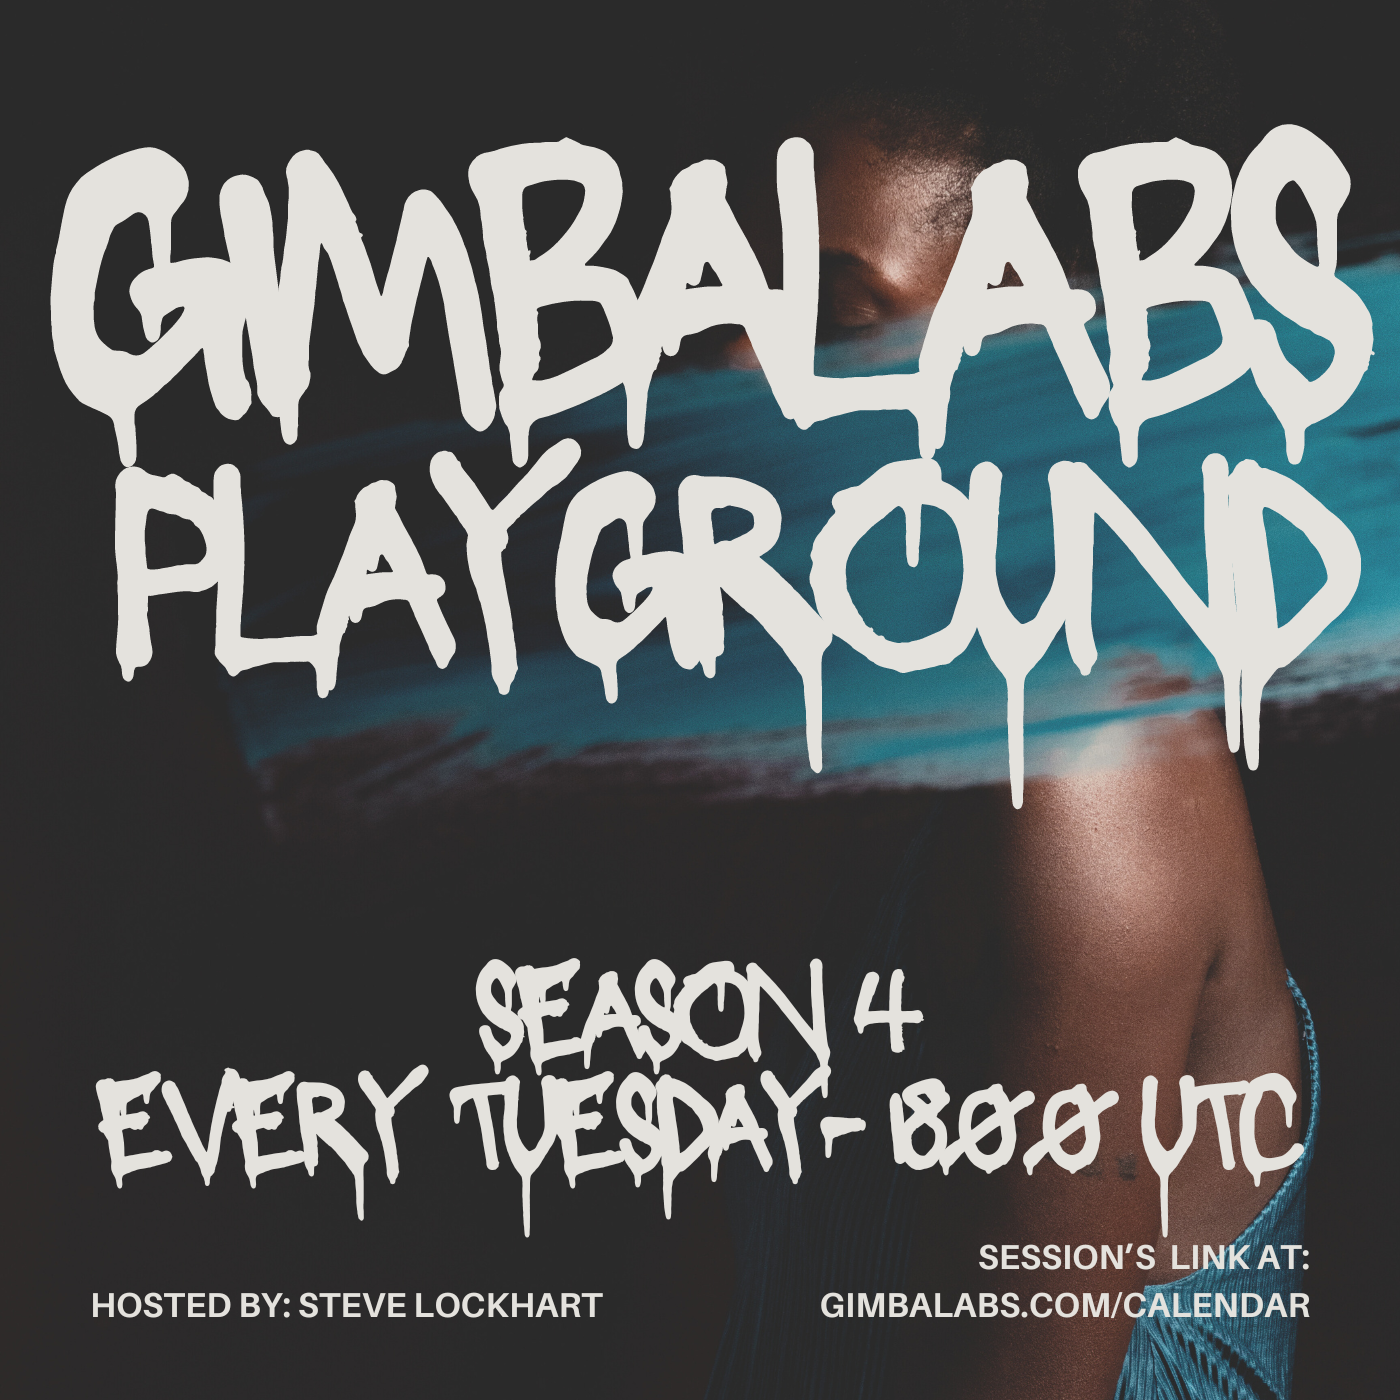 GIMBALABS
PLAYGROUND
SEASON 4
EVERY TUESDAY- 18:00 UTC
SESSION’S LINK AT:
HOSTED BY: STEVE LOCKHART
GIMBALABS.COM/CALENDAR